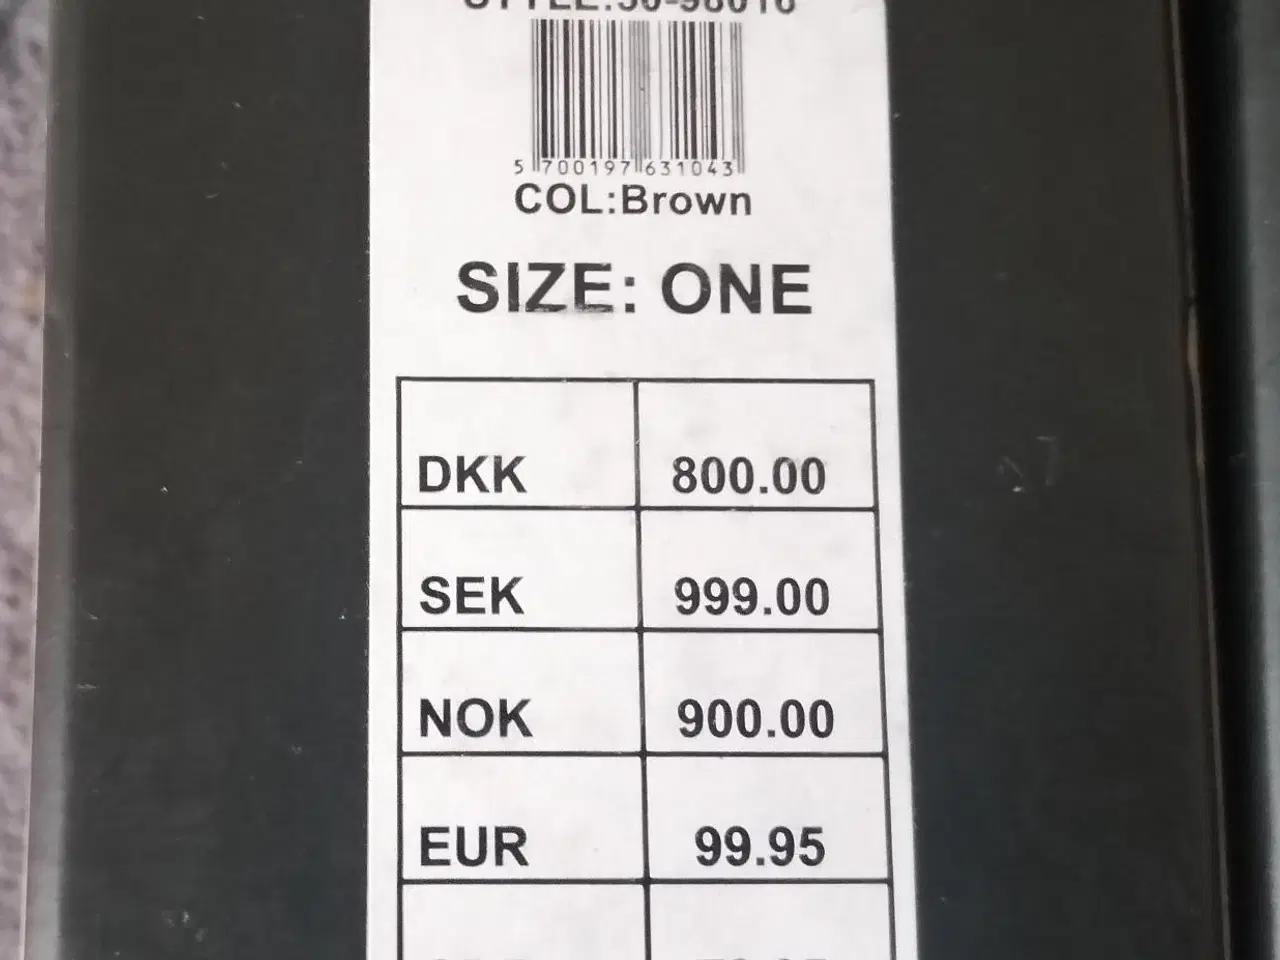 5 700197 631043
COL:Brown
SIZE: ONE
DKK 800.00
SEK 999.00
NOK 900.00
EUR 99.95